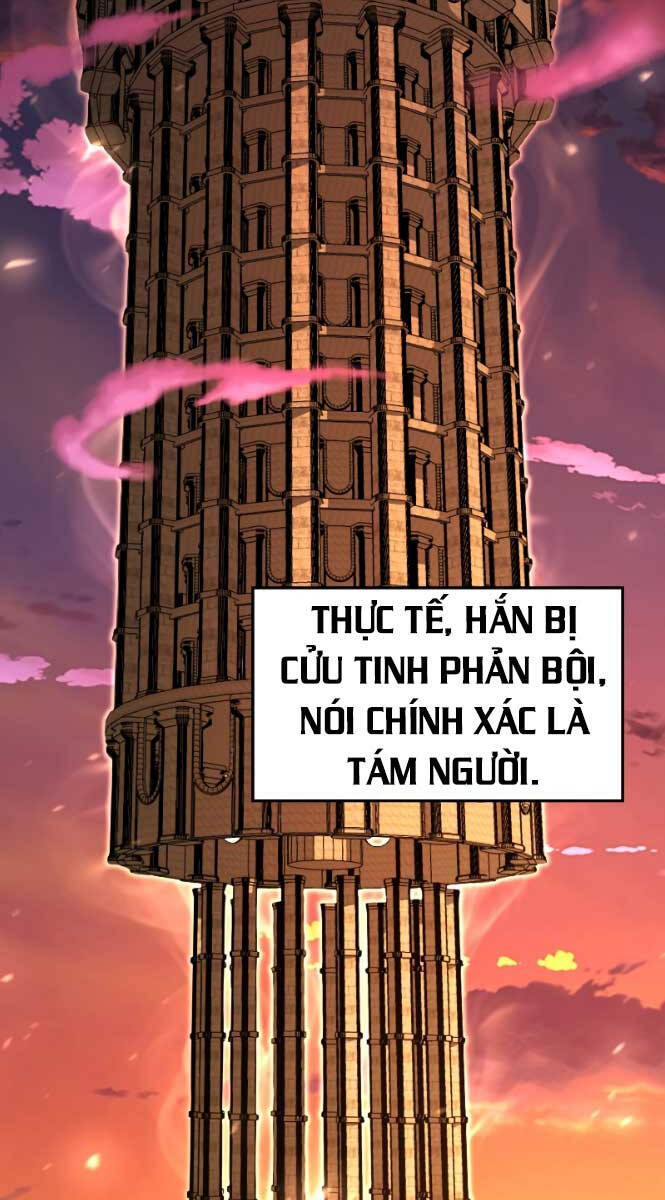 THỰC TẾ, HẮN BỊ
CỬU TINH PHẢN BỘI,
NÓI CHÍNH XÁC LÀ
TÁM NGƯỜI.